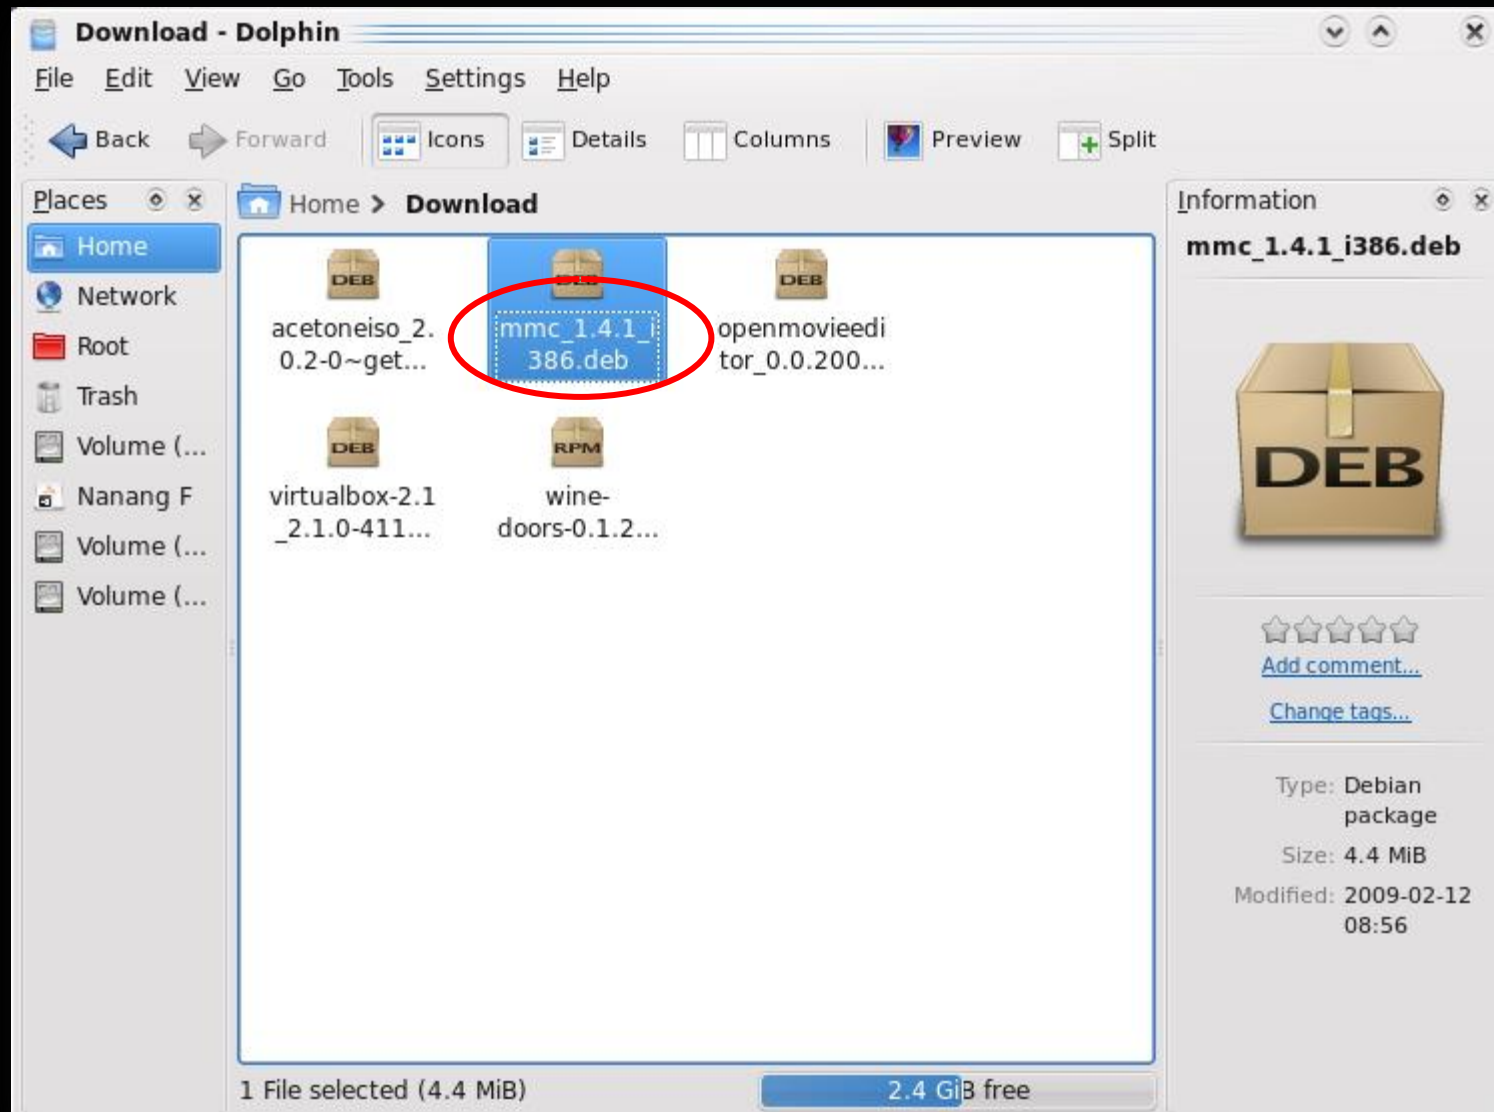 Download - Dolphin
File Edit View Go Tools Settings Help
Back Forward Icons Details Columns Preview Split
Places
Home
Network
Root
Trash
Volume (...
Nanang F
Volume (...
Volume (...
Home > Download
DEB
acetoneiso_2.
0.2-0~get...
DEB
mmc_1.4.1_i
386.deb
DEB
openmovieedi
tor_0.0.200...
DEB
virtualbox-2.1
_2.1.0-411...
RPM
wine-
doors-0.1.2...
1 File selected (4.4 MiB)
2.4 GiB free
Information
mmc_1.4.1_i386.deb
DEB
Add comment...
Change tags...
Type: Debian
package
Size: 4.4 MiB
Modified: 2009-02-12
08:56